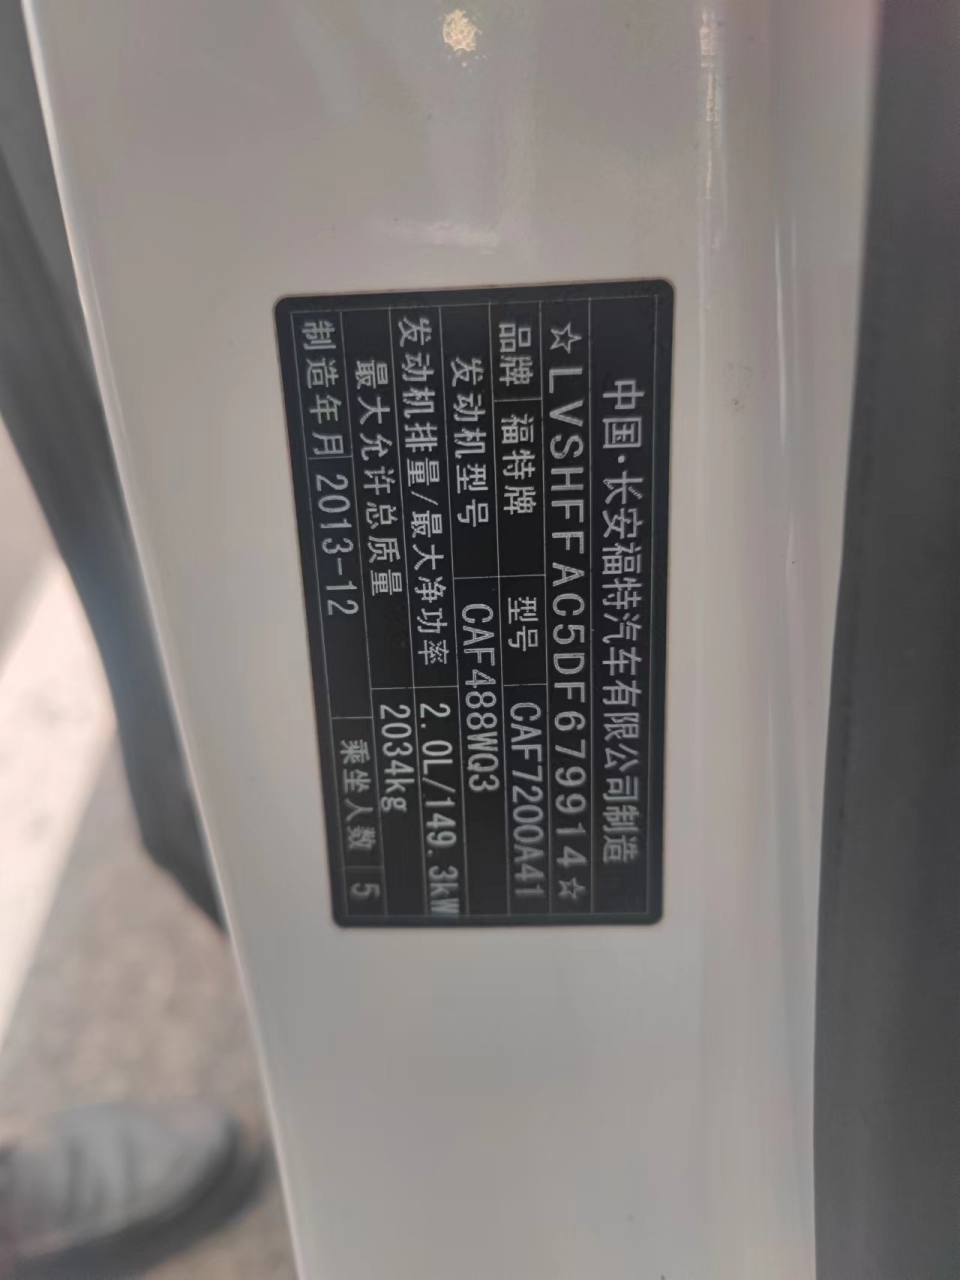 中国·长安福特汽车有限公司制造
☆LVSHFFAC5DF679914☆
品牌 福特牌 型号 CAF7200A41
发动机型号 CAF488WQ3
发动机排量/最大净功率 2.0L/149.3kW
最大允许总质量 2034kg
制造年月 2013-12 乘坐人数 5